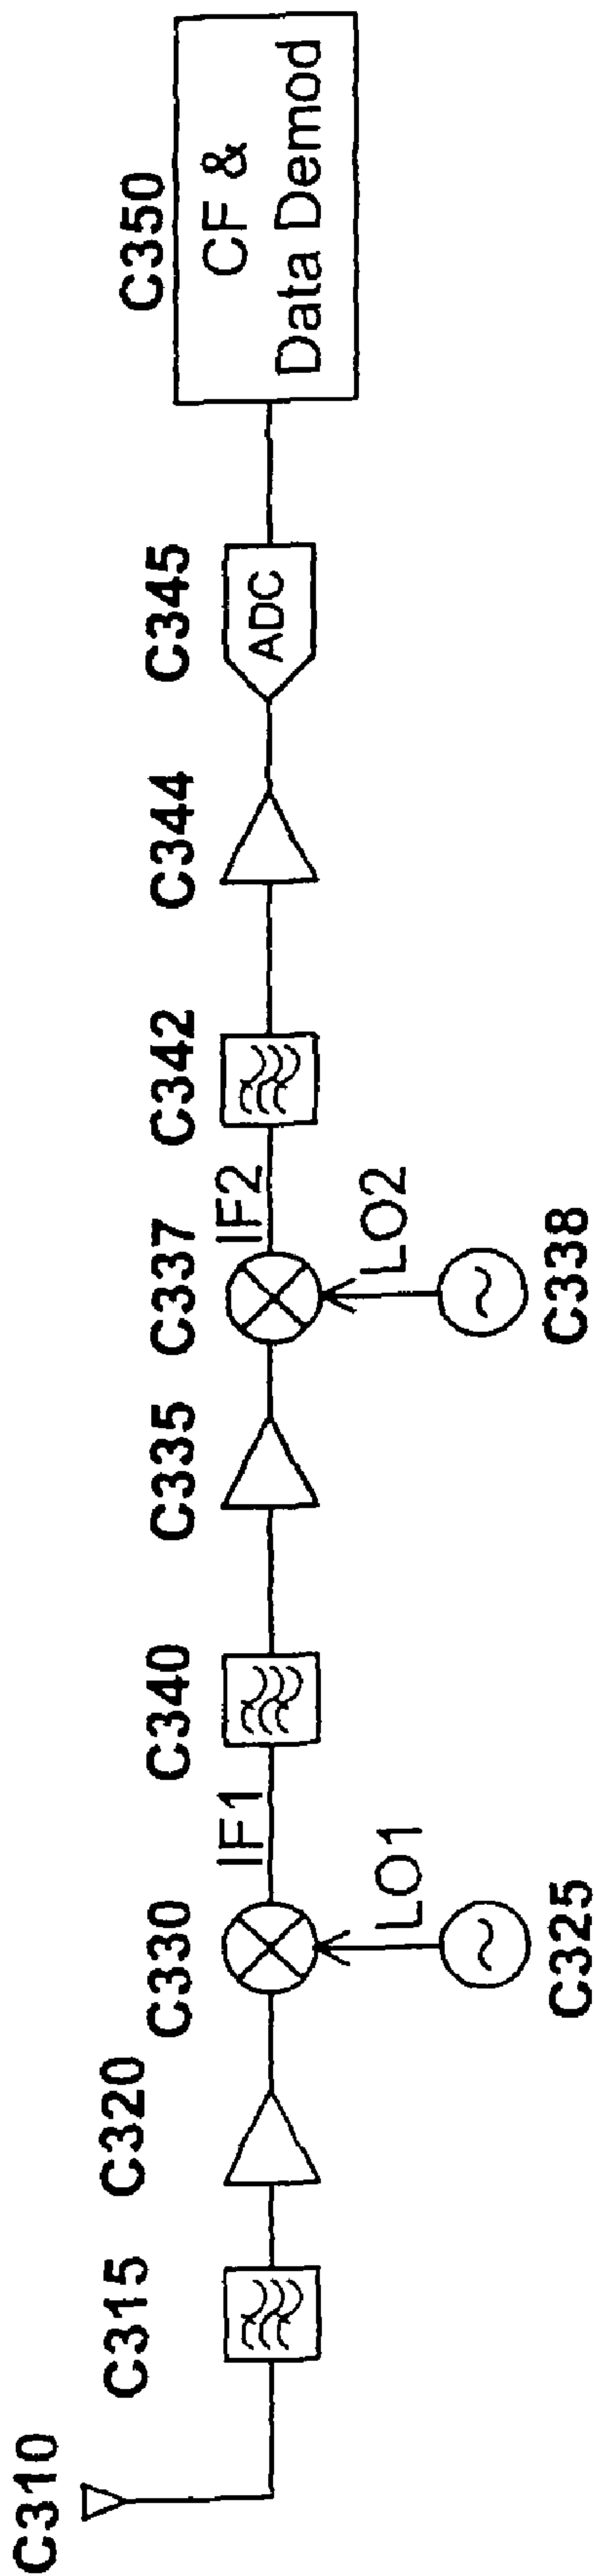 C310
C315
C320
C330
IF1
LO1
C325
C340
C335
C337
IF2
LO2
C338
C342
C344
C345
ADC
C350
CF &
Data Demod